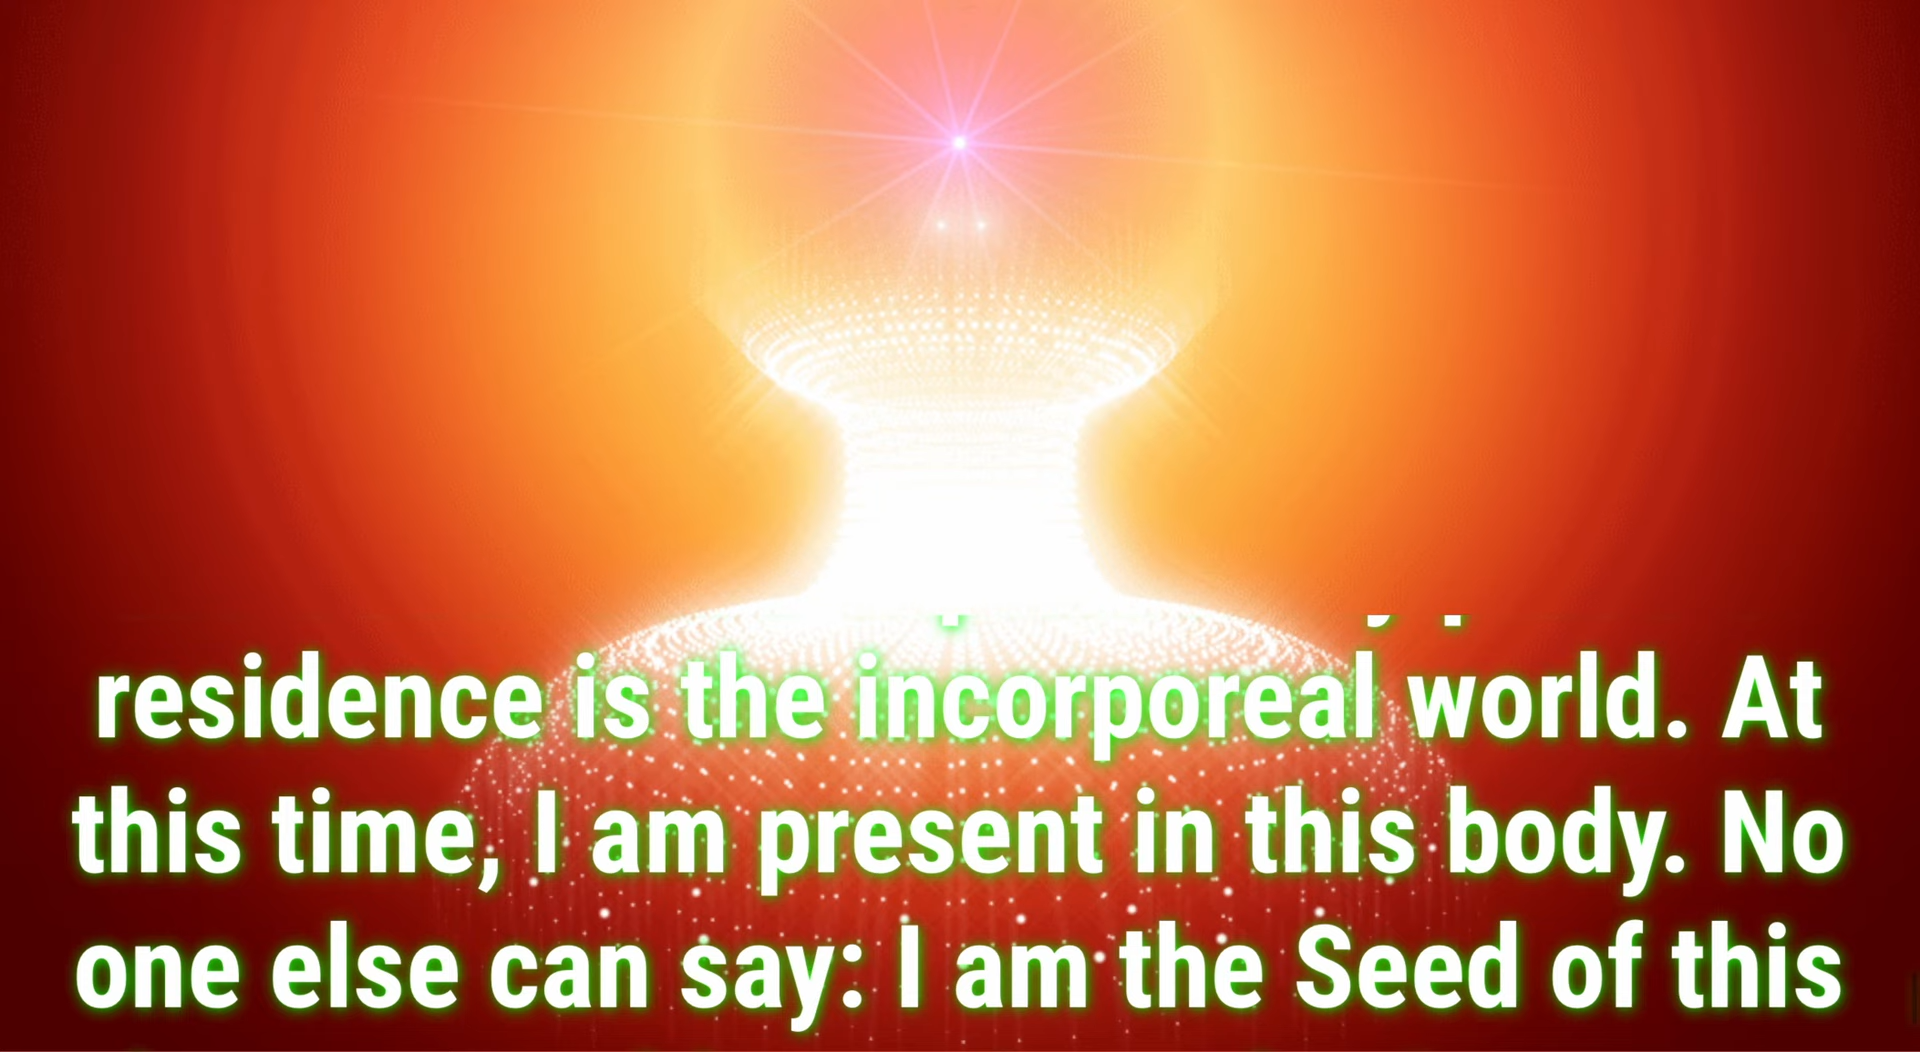 residence is the incorporeal world. At
this time, I am present in this body. No
one else can say: I am the Seed of this